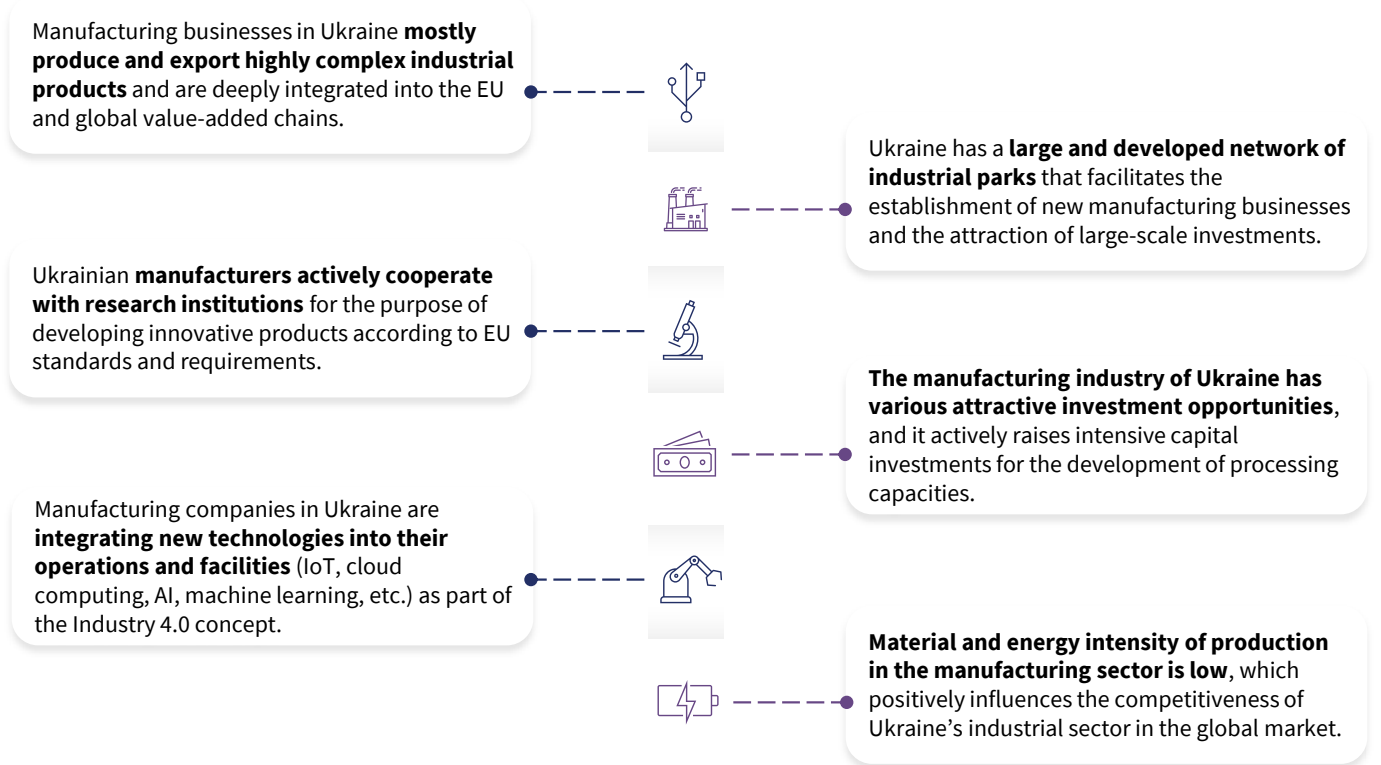 Manufacturing businesses in Ukraine mostly
produce and export highly complex industrial
products and are deeply integrated into the EU
and global value-added chains.
Ukraine has a large and developed network of
industrial parks that facilitates the
establishment of new manufacturing businesses
and the attraction of large-scale investments.
Ukrainian manufacturers actively cooperate
with research institutions for the purpose of
developing innovative products according to EU
standards and requirements.
The manufacturing industry of Ukraine has
various attractive investment opportunities,
and it actively raises intensive capital
investments for the development of processing
capacities.
Manufacturing companies in Ukraine are
integrating new technologies into their
operations and facilities (IoT, cloud
computing, AI, machine learning, etc.) as part of
the Industry 4.0 concept.
Material and energy intensity of production
in the manufacturing sector is low, which
positively influences the competitiveness of
Ukraine’s industrial sector in the global market.